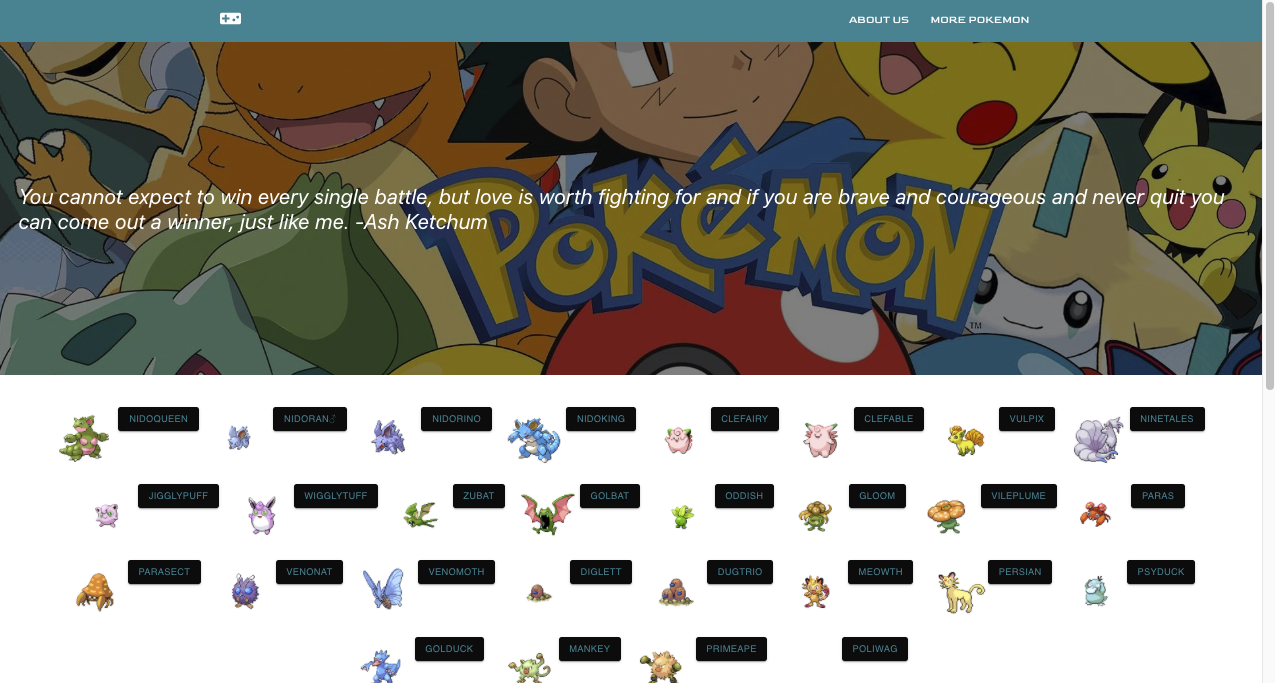 ABOUT US MORE POKEMON
POKéMON
TM
You cannot expect to win every single battle, but love is worth fighting for and if you are brave and courageous and never quit you
can come out a winner, just like me. -Ash Ketchum
NIDOQUEEN NIDORAN♂ NIDORINO NIDOKING CLEFAIRY CLEFABLE VULPIX NINETALES
JIGGLYPUFF WIGGLYTUFF ZUBAT GOLBAT ODDISH GLOOM VILEPLUME PARAS
PARASECT VENONAT VENOMOTH DIGLETT DUGTRIO MEOWTH PERSIAN PSYDUCK
GOLDUCK MANKEY PRIMEAPE POLIWAG